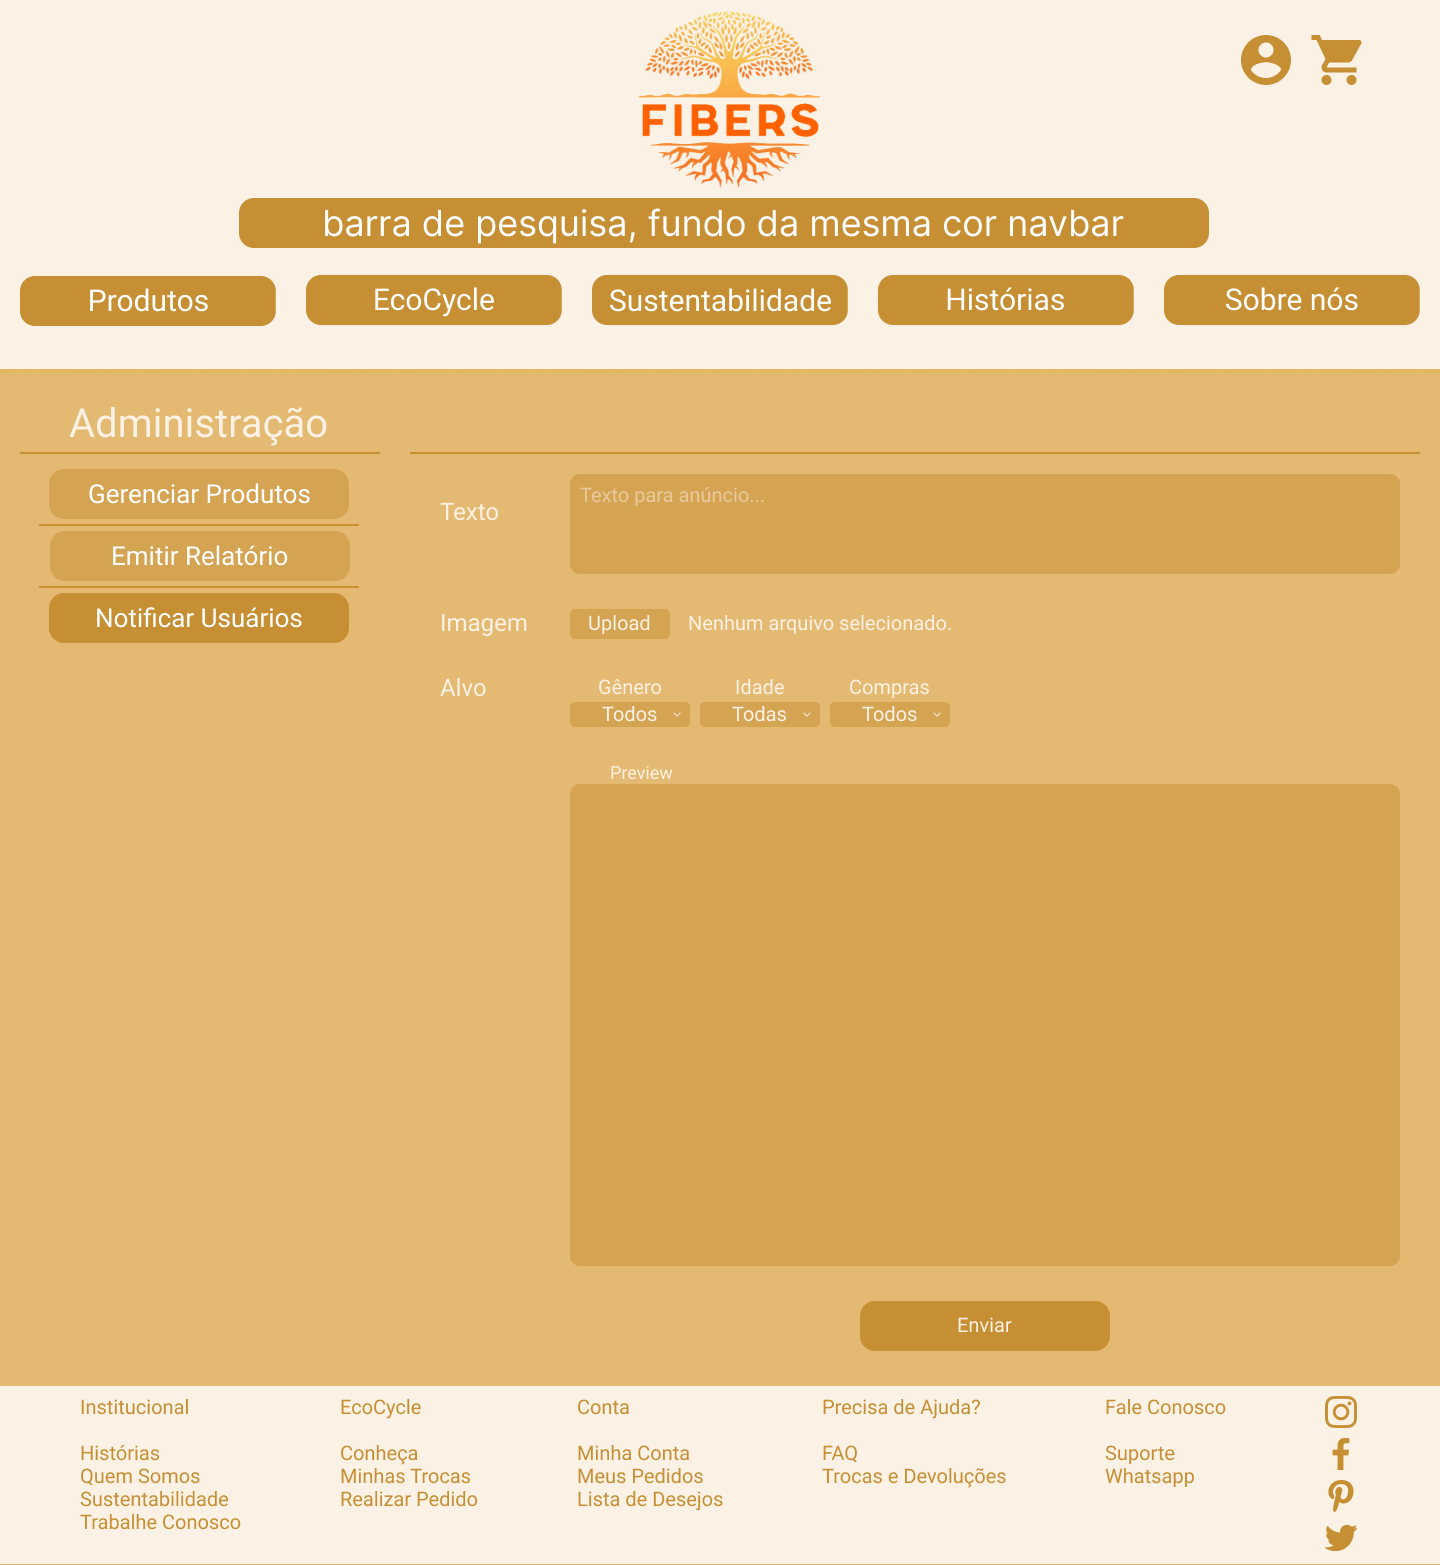 FIBERS
barra de pesquisa, fundo da mesma cor navbar
Produtos EcoCycle Sustentabilidade Histórias Sobre nós
Administração
Gerenciar Produtos
Emitir Relatório
Notificar Usuários
Texto
Texto para anúncio...
Imagem Upload Nenhum arquivo selecionado.
Alvo
Gênero Idade Compras
Todos Todas Todos
Preview
Enviar
Institucional
Histórias
Quem Somos
Sustentabilidade
Trabalhe Conosco
EcoCycle
Conheça
Minhas Trocas
Realizar Pedido
Conta
Minha Conta
Meus Pedidos
Lista de Desejos
Precisa de Ajuda?
FAQ
Trocas e Devoluções
Fale Conosco
Suporte
Whatsapp